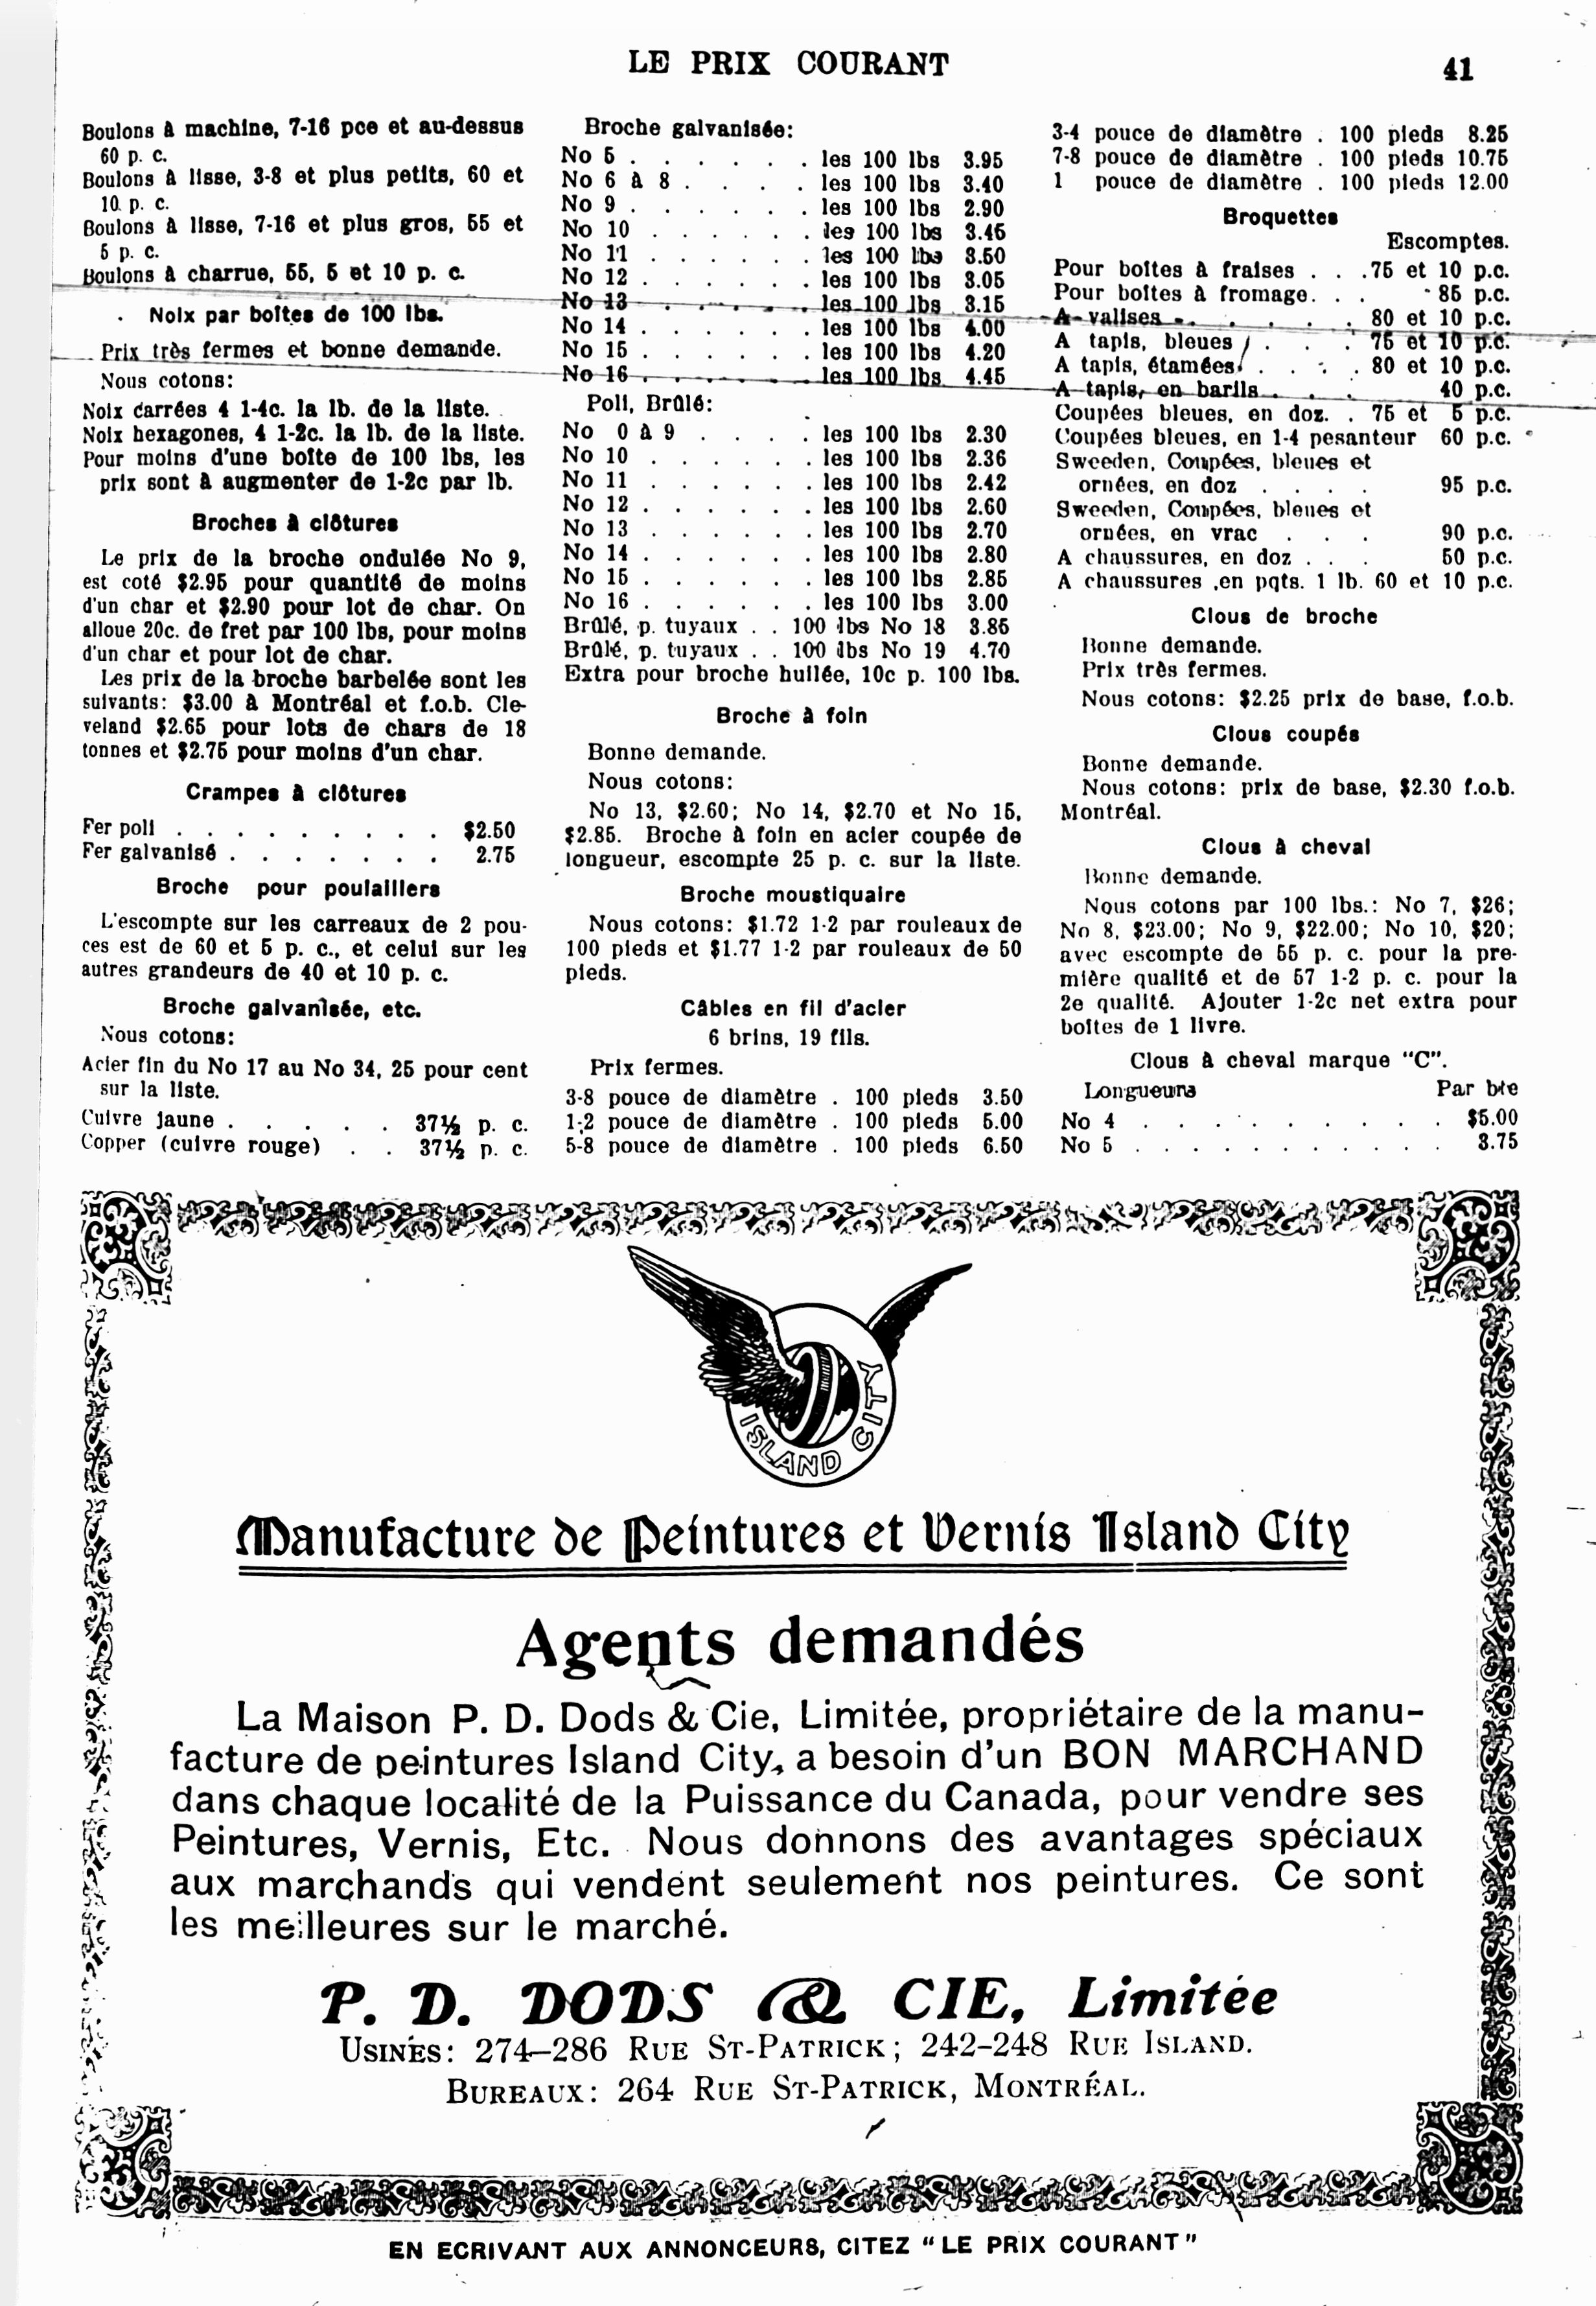 LE PRIX COURANT
41
Boulons à machine, 7-16 pce et au-dessus
60 p. c.
Boulons à lisse, 3-8 et plus petits, 60 et
10 p. c.
Boulons à lisse, 7-16 et plus gros, 55 et
5 p. c.
Boulons à charrue, 55, 5 et 10 p. c.
Noix par boîtes de 100 lbs.
Prix très fermes et bonne demande.
Nous cotons:
Noix carrées 4 1-4c. la lb. de la liste.
Noix hexagones, 4 1-2c. la lb. de la liste.
Pour moins d'une boîte de 100 lbs, les
prix sont à augmenter de 1-2c par lb.
Broches à clôtures
Le prix de la broche ondulée No 9,
est coté $2.95 pour quantité de moins
d'un char et $2.90 pour lot de char. On
alloue 20c. de fret par 100 lbs, pour moins
d'un char et pour lot de char.
Les prix de la broche barbelée sont les
suivants: $3.00 à Montréal et f.o.b. Cle-
veland $2.65 pour lots de chars de 18
tonnes et $2.75 pour moins d'un char.
Crampes à clôtures
Fer poli . . . . . . . . . $2.50
Fer galvanisé . . . . . . . 2.75
Broche pour poulaillers
L'escompte sur les carreaux de 2 pou-
ces est de 60 et 5 p. c., et celui sur les
autres grandeurs de 40 et 10 p. c.
Broche galvanisée, etc.
Nous cotons:
Acier fin du No 17 au No 34, 25 pour cent
sur la liste.
Cuivre jaune . . . . . 37½ p. c.
Copper (cuivre rouge) . . 37½ p. c.
Broche galvanisée:
No 5 . . . . . . . les 100 lbs 3.95
No 6 à 8 . . . . . les 100 lbs 3.40
No 9 . . . . . . . les 100 lbs 2.90
No 10 . . . . . . . les 100 lbs 3.45
No 11 . . . . . . . les 100 lbs 3.50
No 12 . . . . . . . les 100 lbs 3.05
No 13 . . . . . . . les 100 lbs 3.15
No 14 . . . . . . . les 100 lbs 4.00
No 15 . . . . . . . les 100 lbs 4.20
No 16 . . . . . . . les 100 lbs 4.45
Poli, Brûlé:
No 0 à 9 . . . . les 100 lbs 2.30
No 10 . . . . . . les 100 lbs 2.36
No 11 . . . . . . les 100 lbs 2.42
No 12 . . . . . . les 100 lbs 2.60
No 13 . . . . . . les 100 lbs 2.70
No 14 . . . . . . les 100 lbs 2.80
No 15 . . . . . . les 100 lbs 2.85
No 16 . . . . . . les 100 lbs 3.00
Brûlé, p. tuyaux . . 100 lbs No 18 3.85
Brûlé, p. tuyaux . . 100 lbs No 19 4.70
Extra pour broche huilée, 10c p. 100 lbs.
Broche à foin
Bonne demande.
Nous cotons:
No 13, $2.60; No 14, $2.70 et No 15,
$2.85. Broche à foin en acier coupée de
longueur, escompte 25 p. c. sur la liste.
Broche moustiquaire
Nous cotons: $1.72 1-2 par rouleaux de
100 pieds et $1.77 1-2 par rouleaux de 50
pieds.
Câbles en fil d'acier
6 brins, 19 fils.
Prix fermes.
3-8 pouce de diamètre . 100 pieds 3.50
1-2 pouce de diamètre . 100 pieds 5.00
5-8 pouce de diamètre . 100 pieds 6.50
3-4 pouce de diamètre . 100 pieds 8.25
7-8 pouce de diamètre . 100 pieds 10.75
1 pouce de diamètre . 100 pieds 12.00
Broquettes
Escomptes.
Pour boîtes à fraises . . .75 et 10 p.c.
Pour boîtes à fromage. . . 85 p.c.
A valises . . . . . . 80 et 10 p.c.
A tapis, bleues . . . . 75 et 10 p.c.
A tapis, étamées . . . . 80 et 10 p.c.
A tapis, en barils . . . 40 p.c.
Coupées bleues, en doz. . 75 et 5 p.c.
Coupées bleues, en 1-4 pesanteur 60 p.c.
Sweeden, Coupées, bleues et
ornées, en doz . . . . 95 p.c.
Sweeden, Coupées, bleues et
ornées, en vrac . . . 90 p.c.
A chaussures, en doz . . . 50 p.c.
A chaussures ,en pqts. 1 lb. 60 et 10 p.c.
Clous de broche
Bonne demande.
Prix très fermes.
Nous cotons: $2.25 prix de base, f.o.b.
Clous coupés
Bonne demande.
Nous cotons: prix de base, $2.30 f.o.b.
Montréal.
Clous à cheval
Bonne demande.
Nous cotons par 100 lbs.: No 7, $26;
No 8, $23.00; No 9, $22.00; No 10, $20;
avec escompte de 55 p. c. pour la pre-
mière qualité et de 57 1-2 p. c. pour la
2e qualité. Ajouter 1-2c net extra pour
boîtes de 1 livre.
Clous à cheval marque "C".
Longueurs Par bte
No 4 . . . . . . . . . . $5.00
No 5 . . . . . . . . . . 3.75
ISLAND CITY
Manufacture de Peintures et Vernis Island City
Agents demandés
La Maison P. D. Dods & Cie, Limitée, propriétaire de la manu-
facture de peintures Island City, a besoin d'un BON MARCHAND
dans chaque localité de la Puissance du Canada, pour vendre ses
Peintures, Vernis, Etc. Nous donnons des avantages spéciaux
aux marchands qui vendent seulement nos peintures. Ce sont
les meilleures sur le marché.
P. D. DODS & CIE, Limitée
USINES: 274–286 RUE ST-PATRICK; 242–248 RUE ISLAND.
BUREAUX: 264 RUE ST-PATRICK, MONTRÉAL.
EN ECRIVANT AUX ANNONCEURS, CITEZ "LE PRIX COURANT"